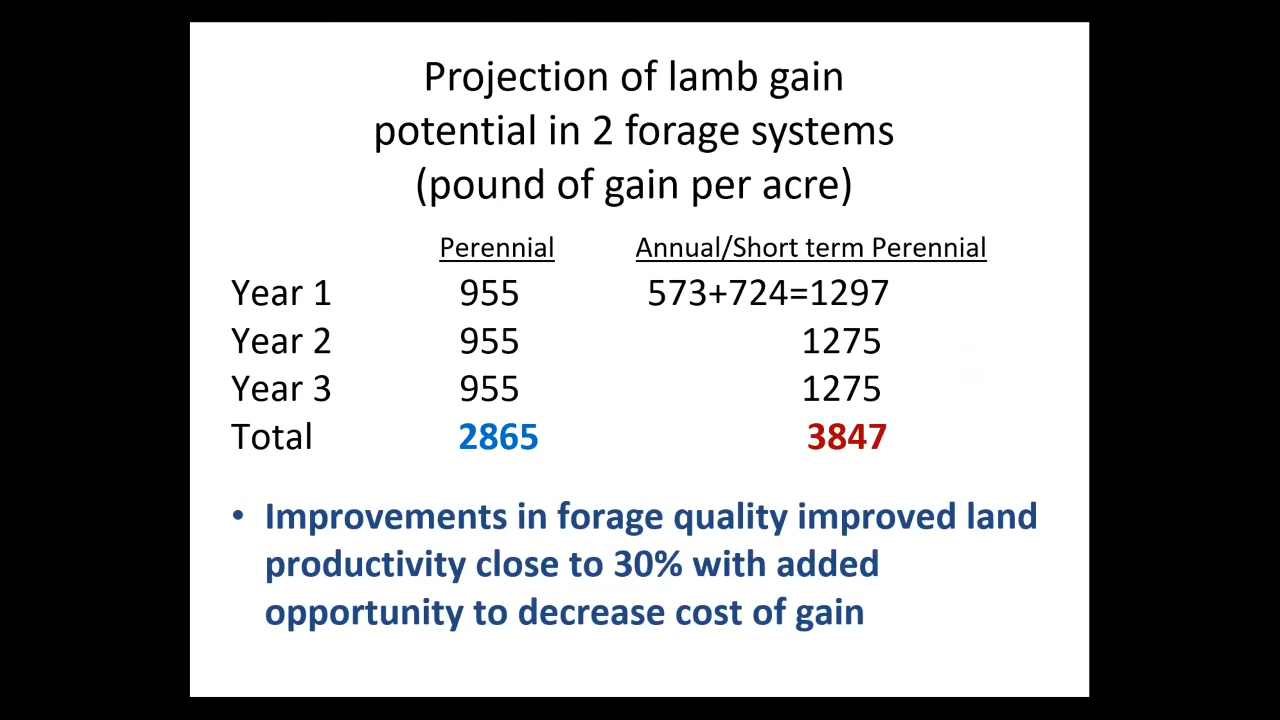 Projection of lamb gain
potential in 2 forage systems
(pound of gain per acre)
Perennial Annual/Short term Perennial
Year 1 955 573+724=1297
Year 2 955 1275
Year 3 955 1275
Total 2865 3847
• Improvements in forage quality improved land
productivity close to 30% with added
opportunity to decrease cost of gain